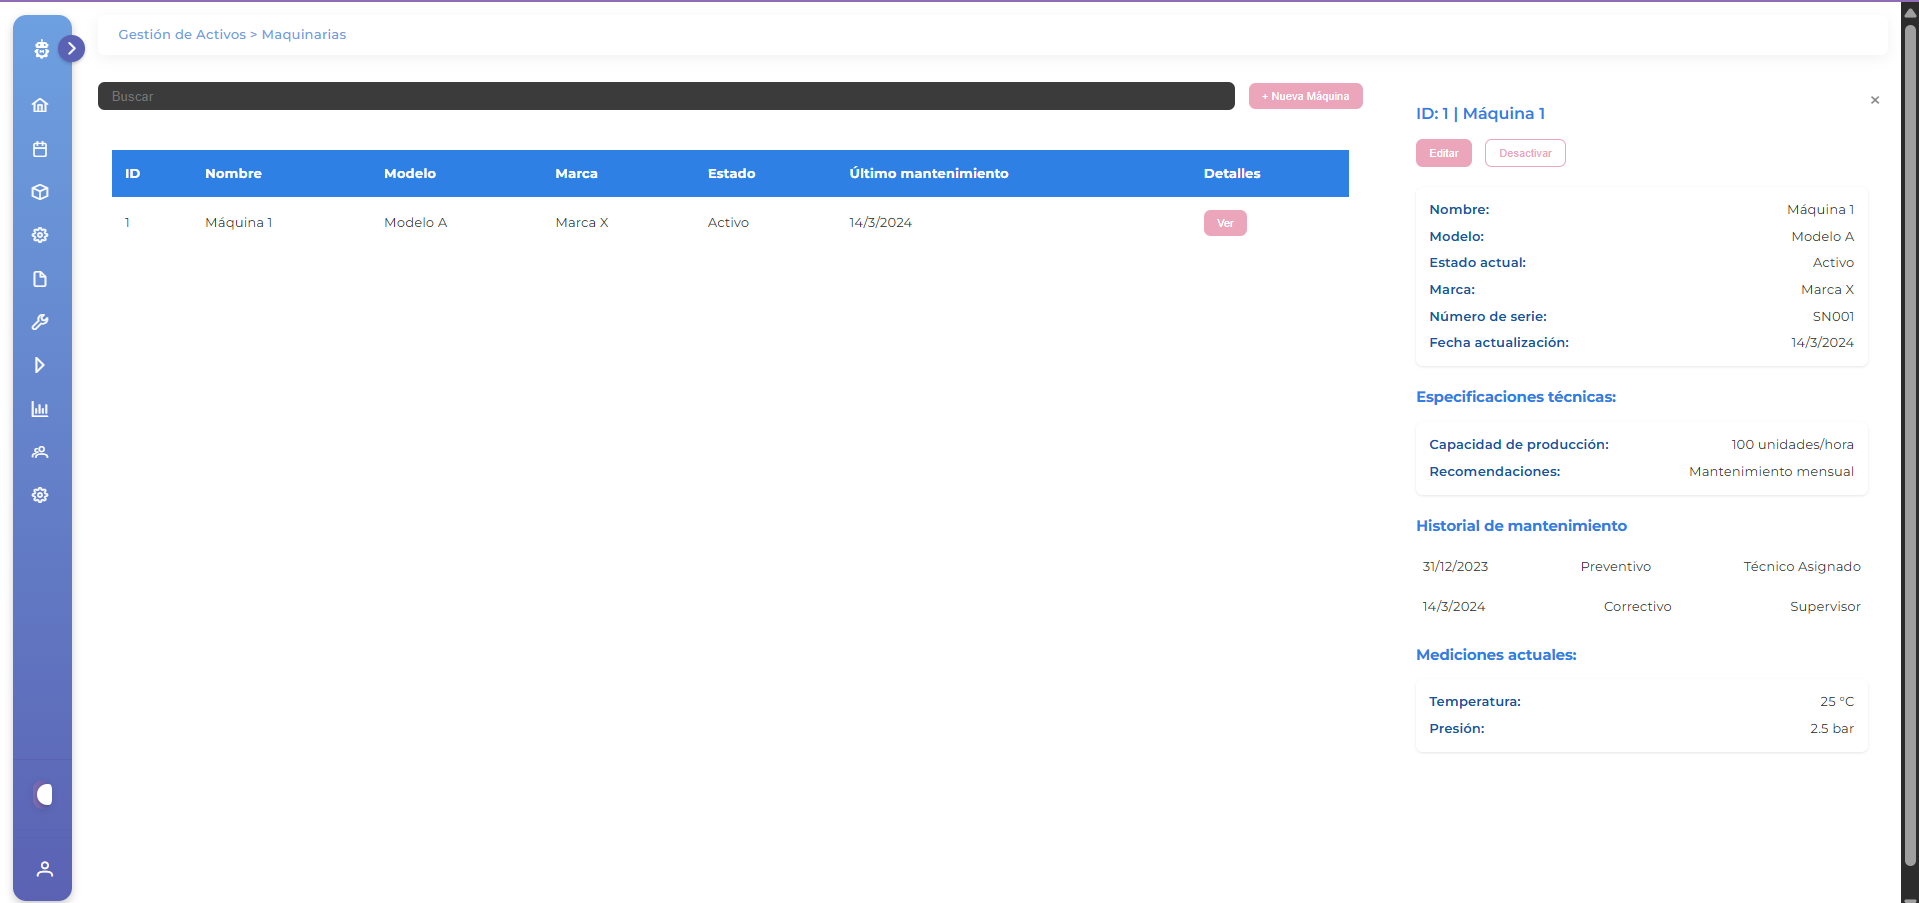 Gestión de Activos > Maquinarias
Buscar
+ Nueva Máquina
ID Nombre Modelo Marca Estado Último mantenimiento Detalles
1 Máquina 1 Modelo A Marca X Activo 14/3/2024 Ver
×
ID: 1 | Máquina 1
Editar Desactivar
Nombre: Máquina 1
Modelo: Modelo A
Estado actual: Activo
Marca: Marca X
Número de serie: SN001
Fecha actualización: 14/3/2024
Especificaciones técnicas:
Capacidad de producción: 100 unidades/hora
Recomendaciones: Mantenimiento mensual
Historial de mantenimiento
31/12/2023 Preventivo Técnico Asignado
14/3/2024 Correctivo Supervisor
Mediciones actuales:
Temperatura: 25 °C
Presión: 2.5 bar